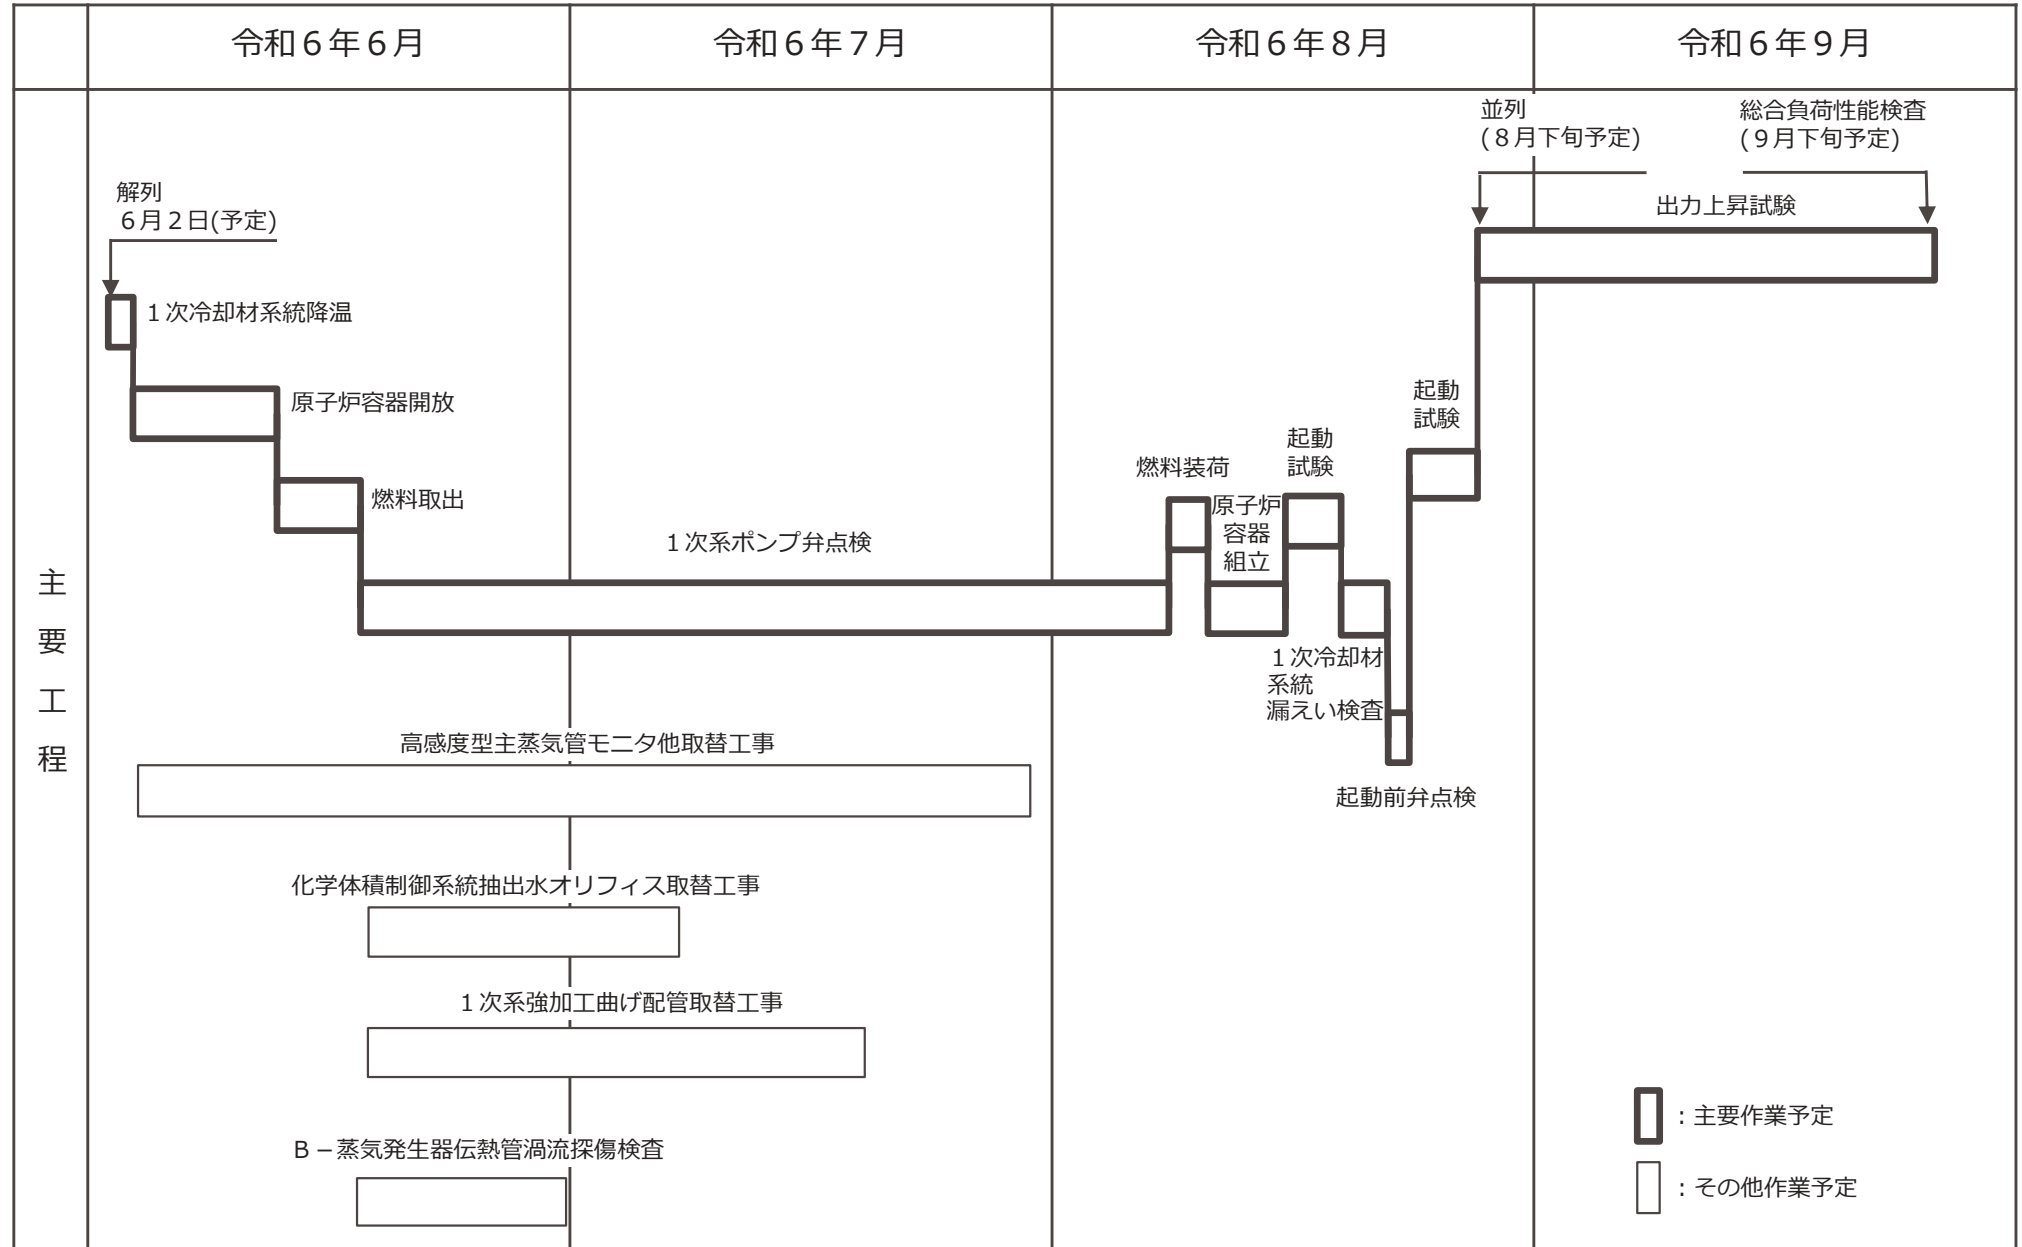 令和６年６月
令和６年７月
令和６年８月
令和６年９月
主要工程
並列
(８月下旬予定)
総合負荷性能検査
(９月下旬予定)
解列
６月２日(予定)
出力上昇試験
１次冷却材系統降温
原子炉容器開放
起動
試験
燃料取出
燃料装荷
起動
試験
原子炉
容器
組立
１次系ポンプ弁点検
１次冷却材
系統
漏えい検査
高感度型主蒸気管モニタ他取替工事
起動前弁点検
化学体積制御系統抽出水オリフィス取替工事
１次系強加工曲げ配管取替工事
：主要作業予定
Ｂ－蒸気発生器伝熱管渦流探傷検査
：その他作業予定